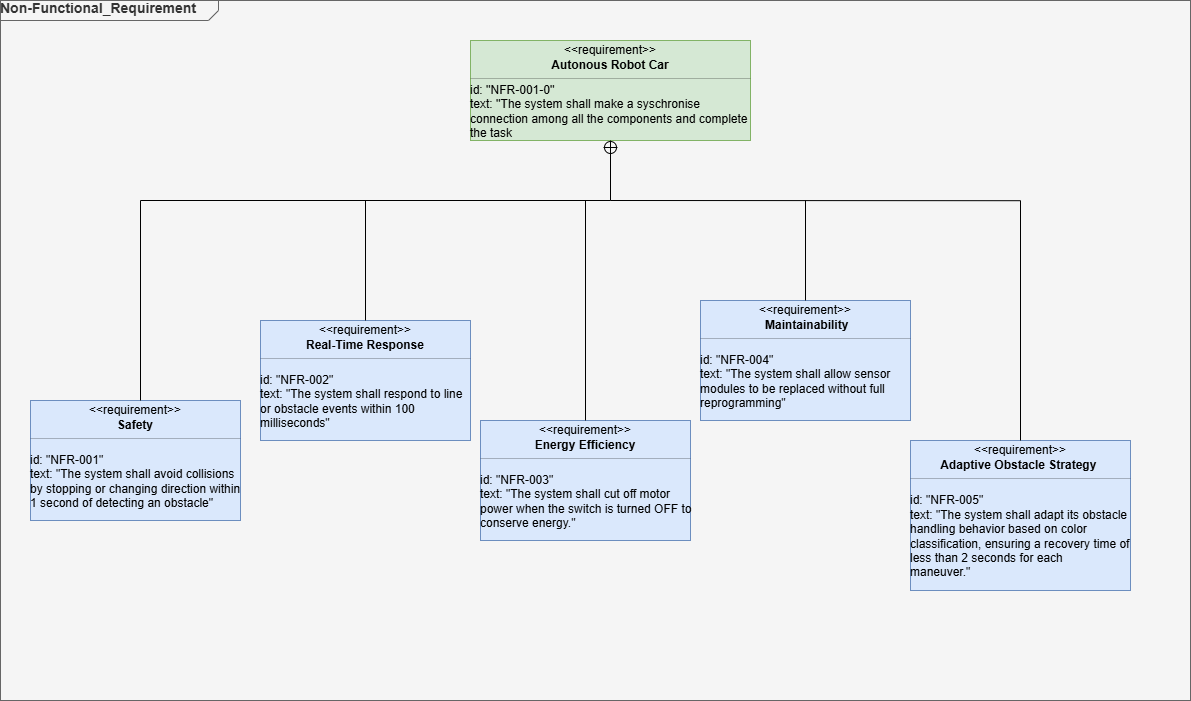 Non-Functional_Requirement
<<requirement>>
Autonous Robot Car
id: "NFR-001-0"
text: "The system shall make a syschronise
connection among all the components and complete
the task
<<requirement>>
Safety
id: "NFR-001"
text: "The system shall avoid collisions
by stopping or changing direction within
1 second of detecting an obstacle"
<<requirement>>
Real-Time Response
id: "NFR-002"
text: "The system shall respond to line
or obstacle events within 100
milliseconds"
<<requirement>>
Energy Efficiency
id: "NFR-003"
text: "The system shall cut off motor
power when the switch is turned OFF to
conserve energy."
<<requirement>>
Maintainability
id: "NFR-004"
text: "The system shall allow sensor
modules to be replaced without full
reprogramming"
<<requirement>>
Adaptive Obstacle Strategy
id: "NFR-005"
text: "The system shall adapt its obstacle
handling behavior based on color
classification, ensuring a recovery time of
less than 2 seconds for each
maneuver."